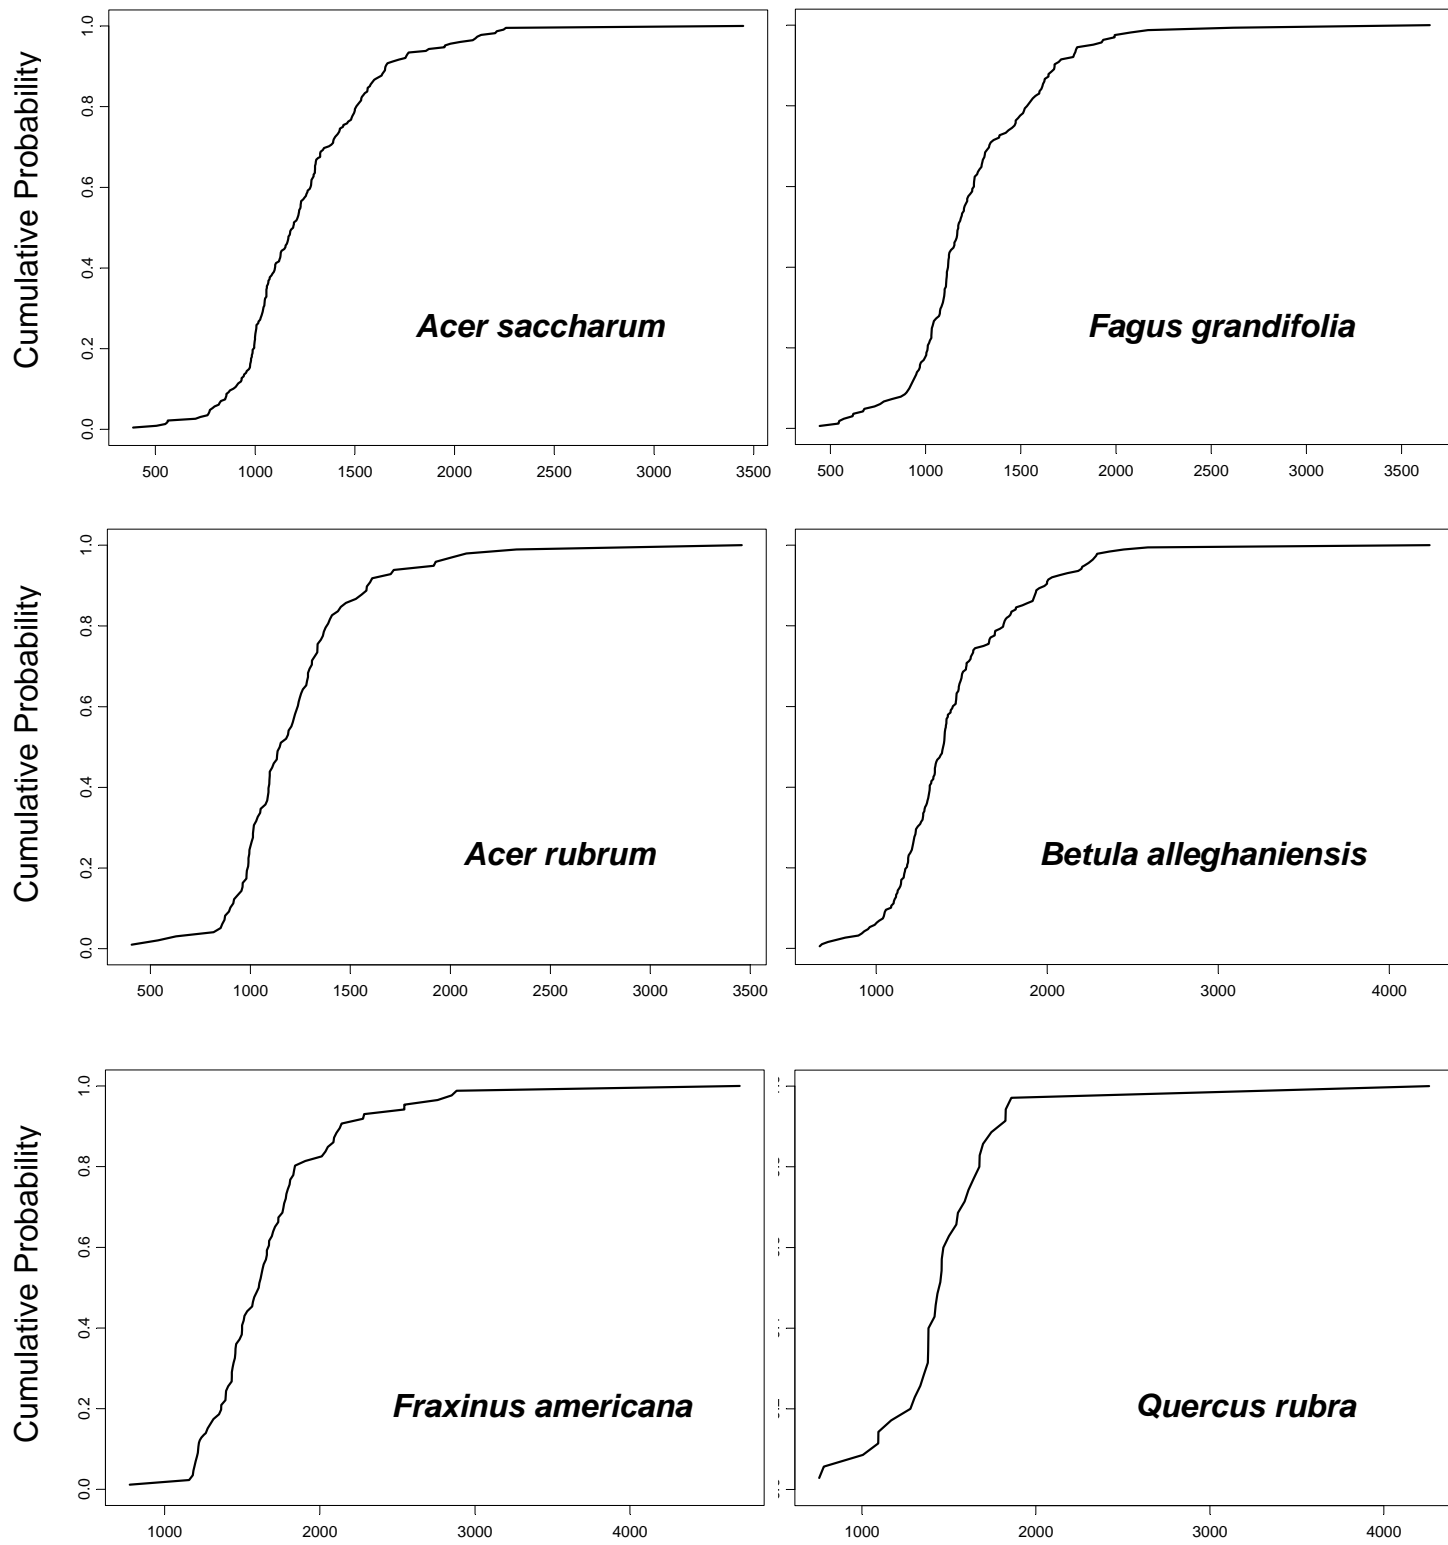 Cumulative Probability
1.0
0.8
0.6
0.4
0.2
0.0
Acer saccharum
500 1000 1500 2000 2500 3000 3500
Fagus grandifolia
500 1000 1500 2000 2500 3000 3500
Cumulative Probability
1.0
0.8
0.6
0.4
0.2
0.0
Acer rubrum
500 1000 1500 2000 2500 3000 3500
Betula alleghaniensis
1000 2000 3000 4000
Cumulative Probability
1.0
0.8
0.6
0.4
0.2
0.0
Fraxinus americana
1000 2000 3000 4000
Quercus rubra
1000 2000 3000 4000